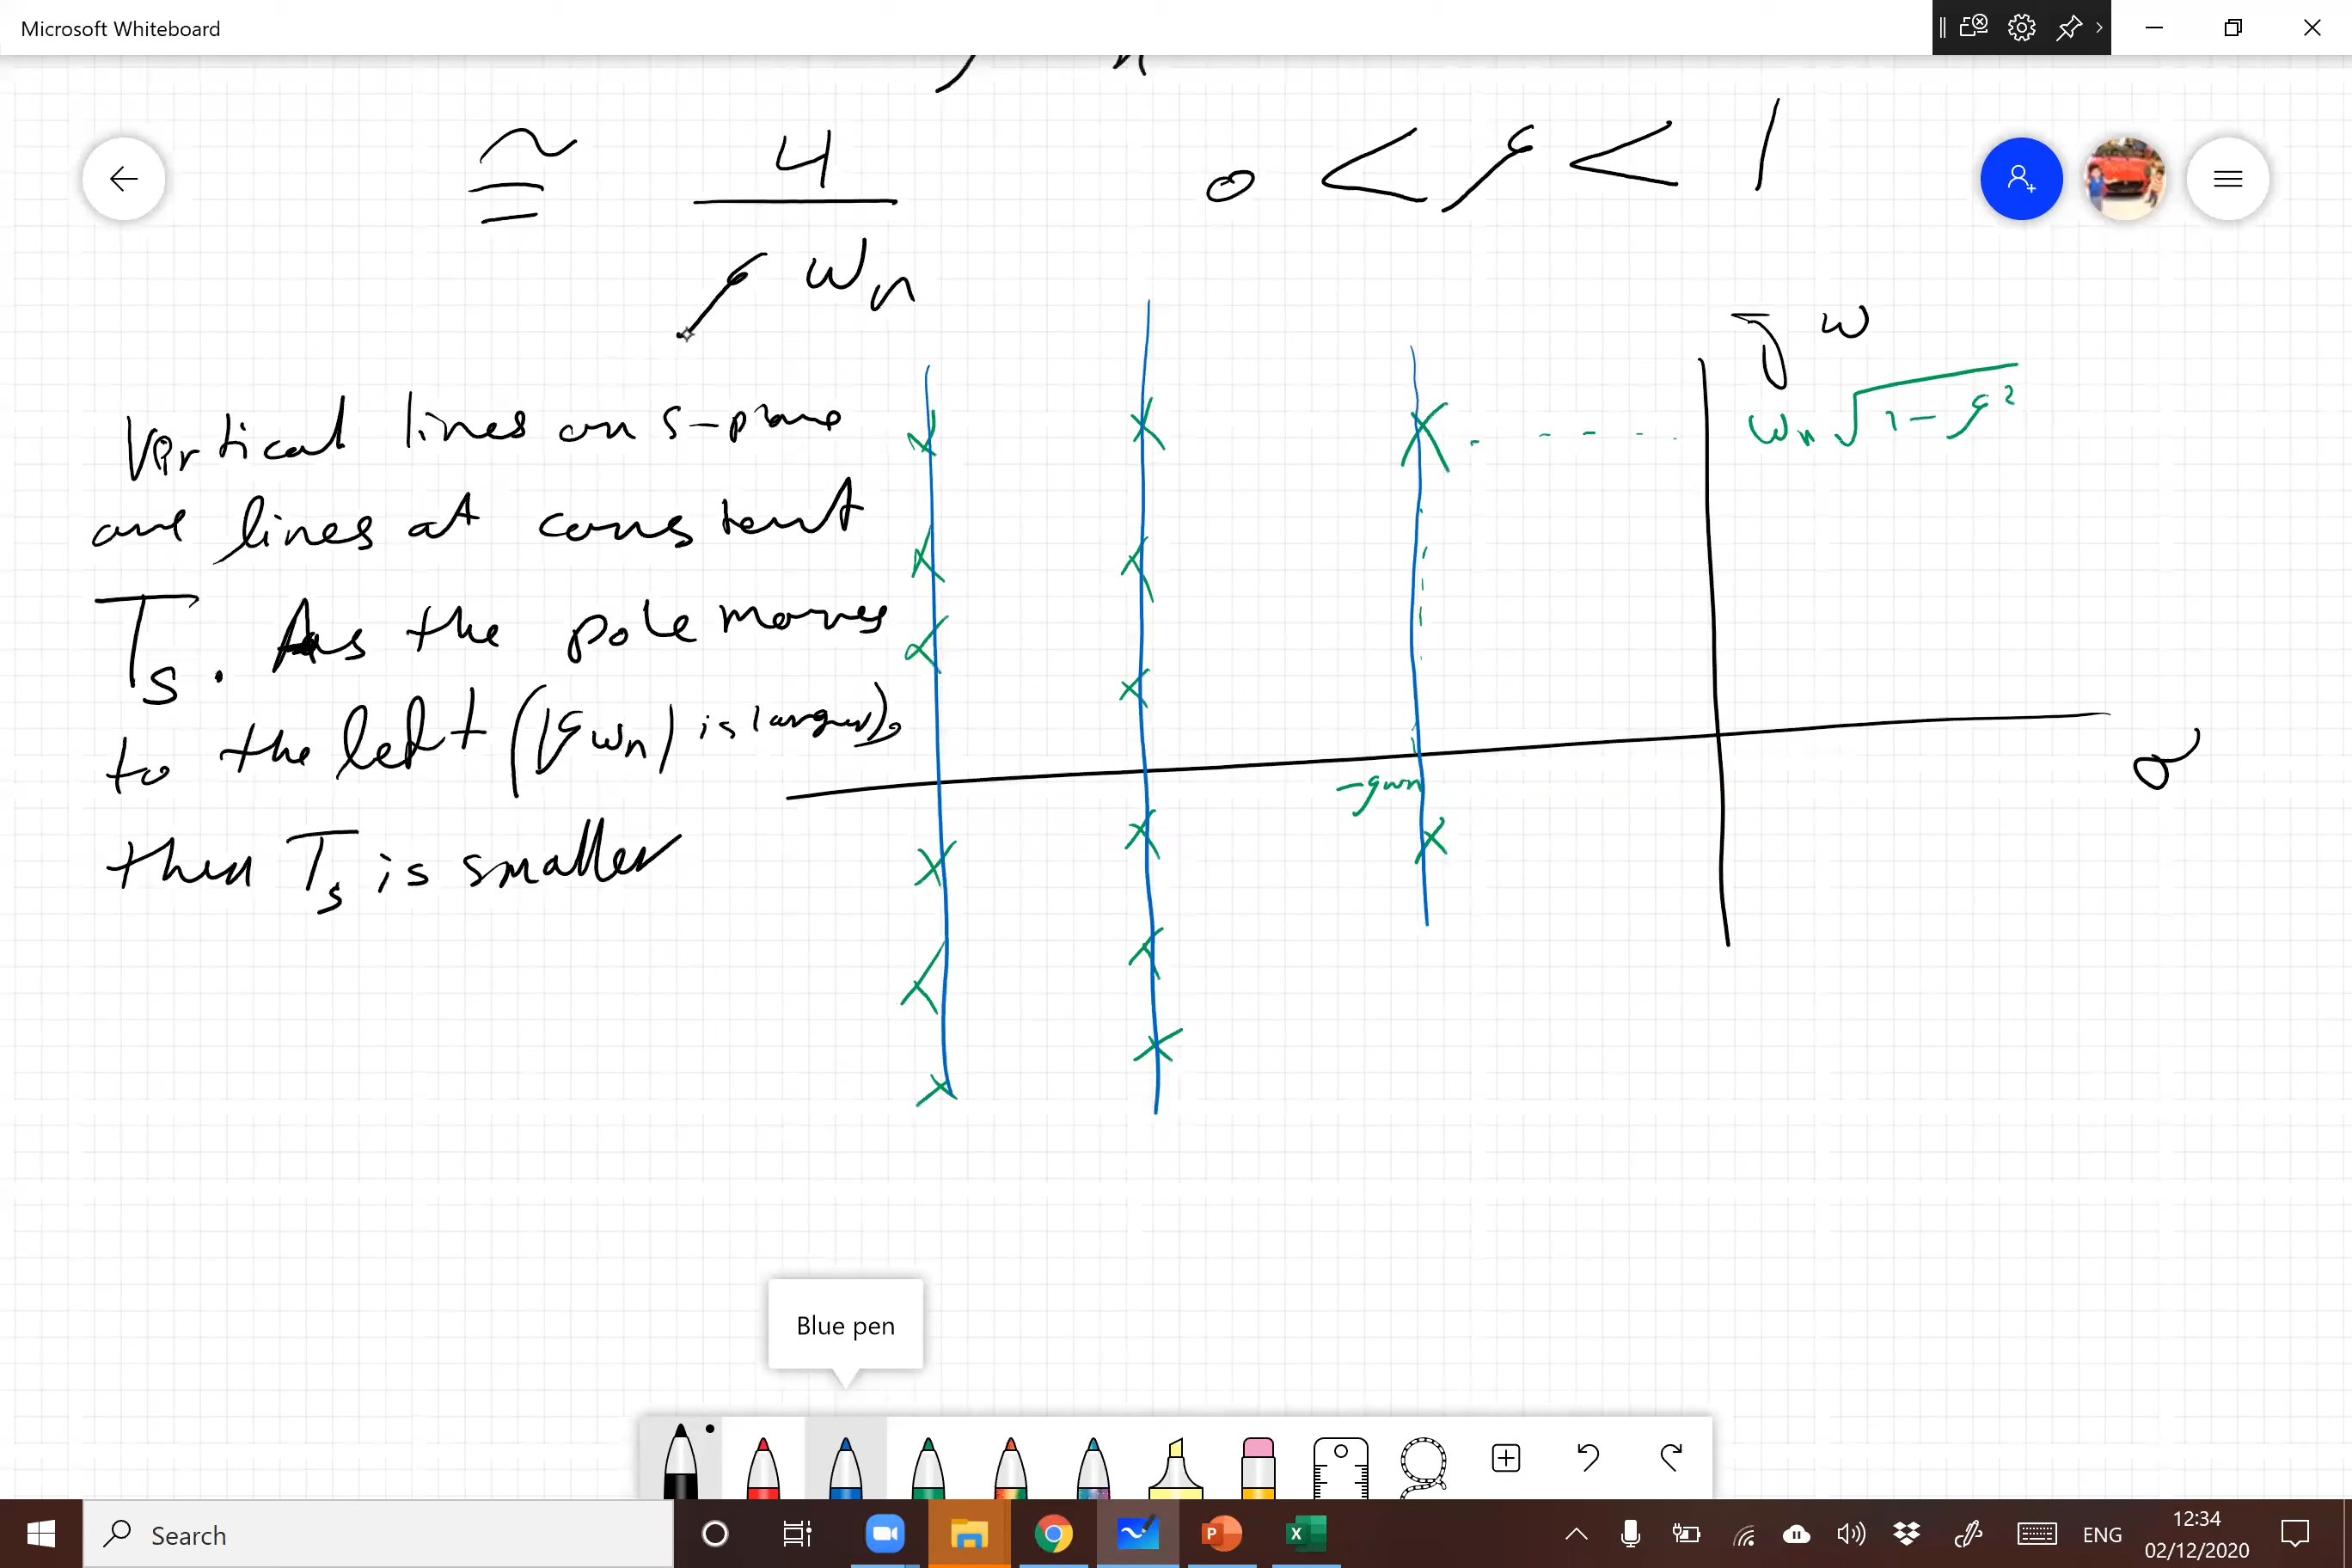 Microsoft Whiteboard
≅ 4 / ζ ωn    0 < ζ < 1
jω
ωn √1 - ζ²
Vertical lines on s-plane
are lines at constant
Ts. As the pole moves
to the left (|ζωn| is larger),
then Ts is smaller
-ζωn
σ
Blue pen
Search
ENG
12:34
02/12/2020